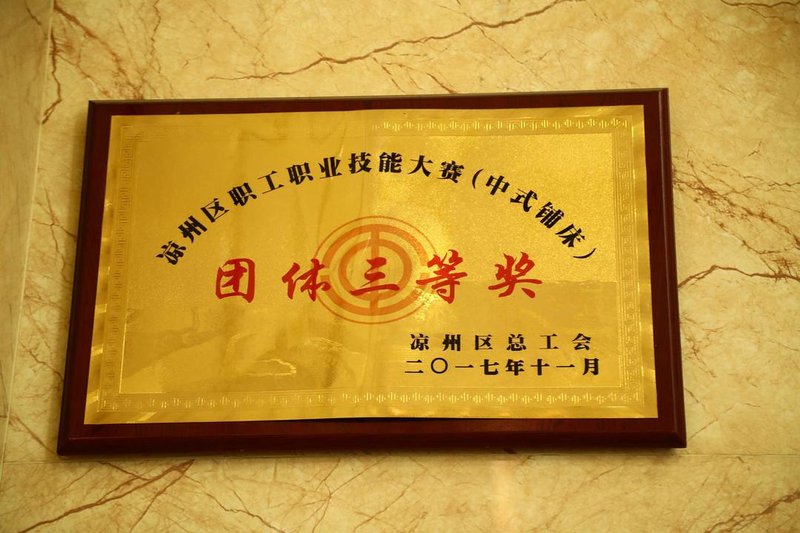 凉州区职工职业技能大赛(中式铺床)
团体三等奖
凉州区总工会
二〇一七年十一月